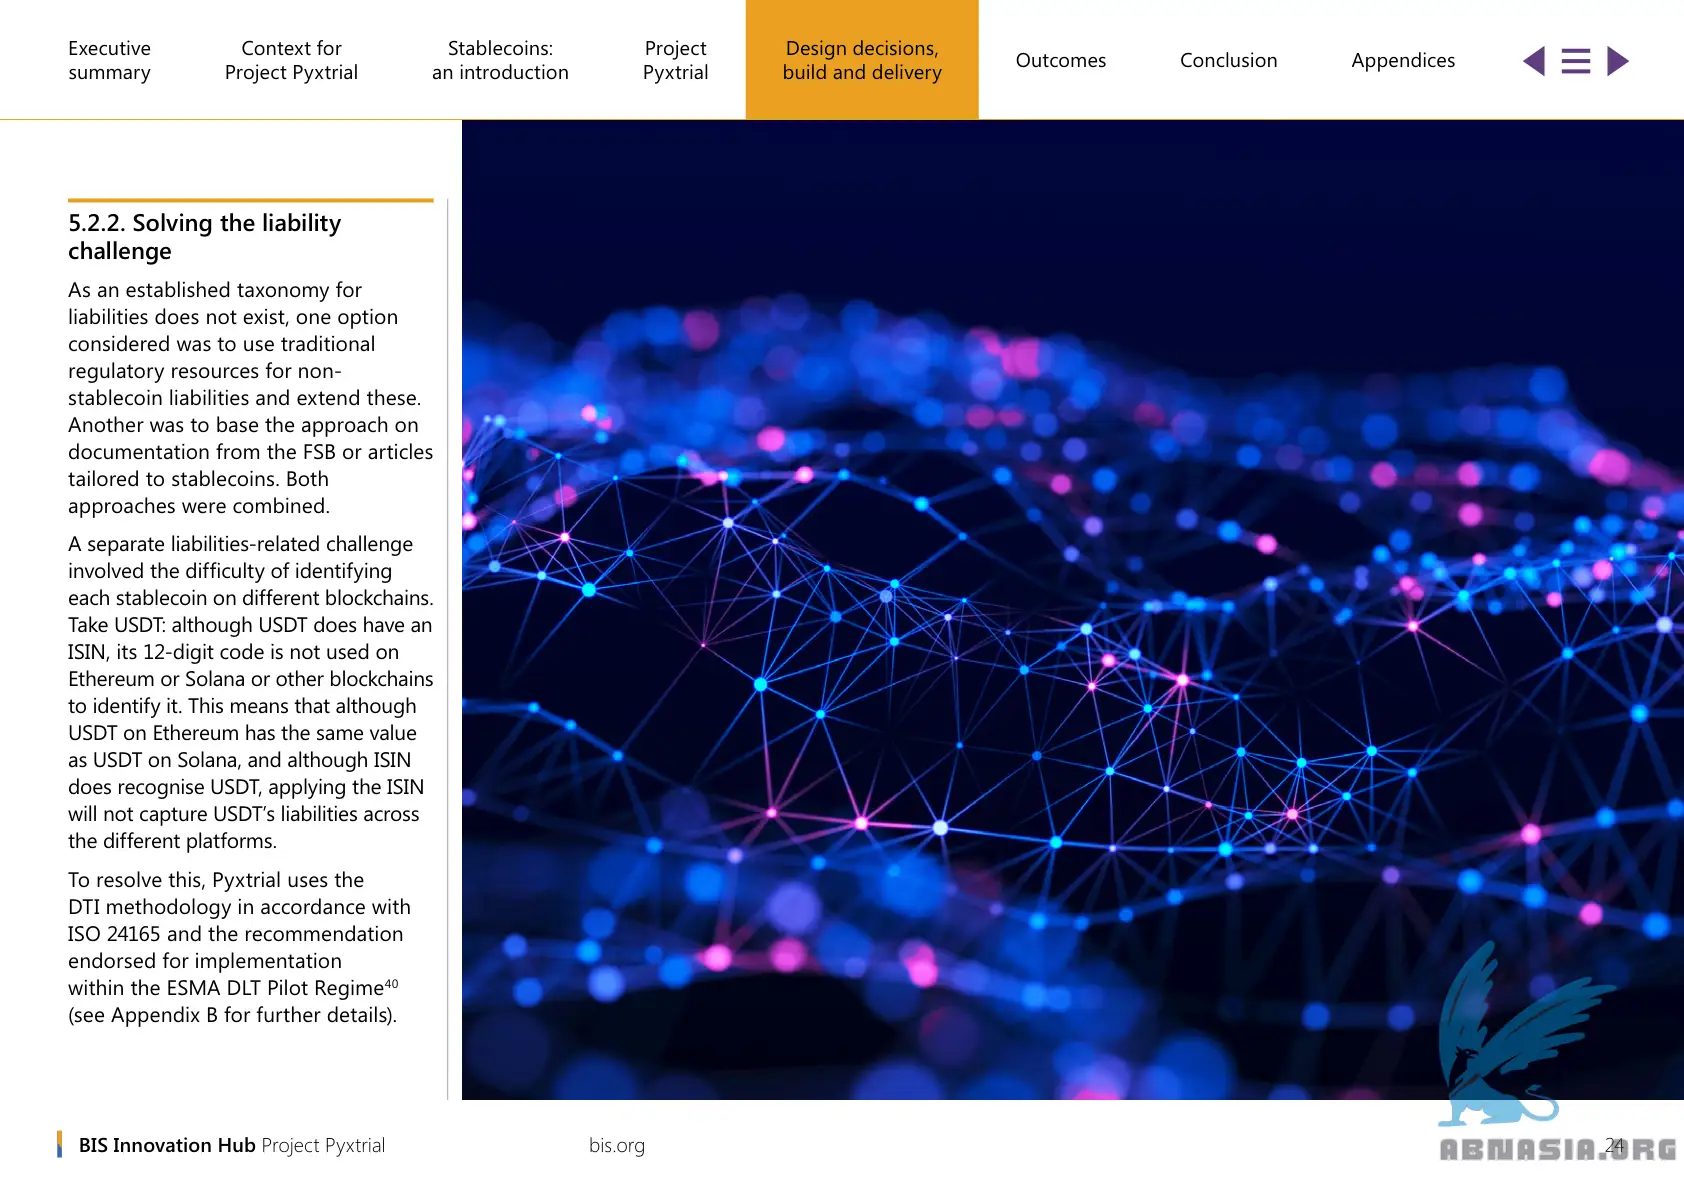 Executive
summary
Context for
Project Pyxtrial
Stablecoins:
an introduction
Project
Pyxtrial
Design decisions,
build and delivery
Outcomes
Conclusion
Appendices
5.2.2. Solving the liability
challenge
As an established taxonomy for
liabilities does not exist, one option
considered was to use traditional
regulatory resources for non-
stablecoin liabilities and extend these.
Another was to base the approach on
documentation from the FSB or articles
tailored to stablecoins. Both
approaches were combined.
A separate liabilities-related challenge
involved the difficulty of identifying
each stablecoin on different blockchains.
Take USDT: although USDT does have an
ISIN, its 12-digit code is not used on
Ethereum or Solana or other blockchains
to identify it. This means that although
USDT on Ethereum has the same value
as USDT on Solana, and although ISIN
does recognise USDT, applying the ISIN
will not capture USDT’s liabilities across
the different platforms.
To resolve this, Pyxtrial uses the
DTI methodology in accordance with
ISO 24165 and the recommendation
endorsed for implementation
within the ESMA DLT Pilot Regime⁴⁰
(see Appendix B for further details).
BIS Innovation Hub Project Pyxtrial
bis.org
24
ABNASIA.ORG